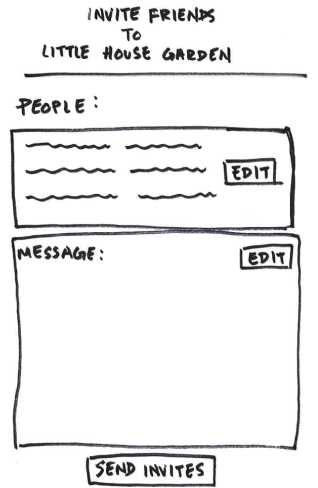 INVITE FRIENDS
TO
LITTLE HOUSE GARDEN
PEOPLE:
EDIT
MESSAGE:
EDIT
SEND INVITES